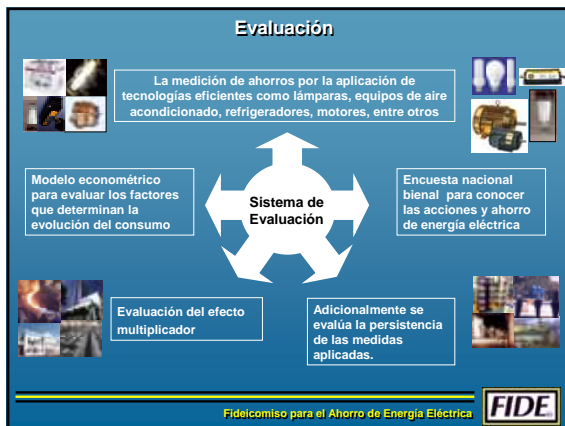 Evaluación
La medición de ahorros por la aplicación de
tecnologías eficientes como lámparas, equipos de aire
acondicionado, refrigeradores, motores, entre otros
Modelo econométrico
para evaluar los factores
que determinan la
evolución del consumo
Sistema de
Evaluación
Encuesta nacional
bienal para conocer
las acciones y ahorro
de energía eléctrica
Evaluación del efecto
multiplicador
Adicionalmente se
evalúa la persistencia
de las medidas
aplicadas.
Fideicomiso para el Ahorro de Energía Eléctrica
FIDE